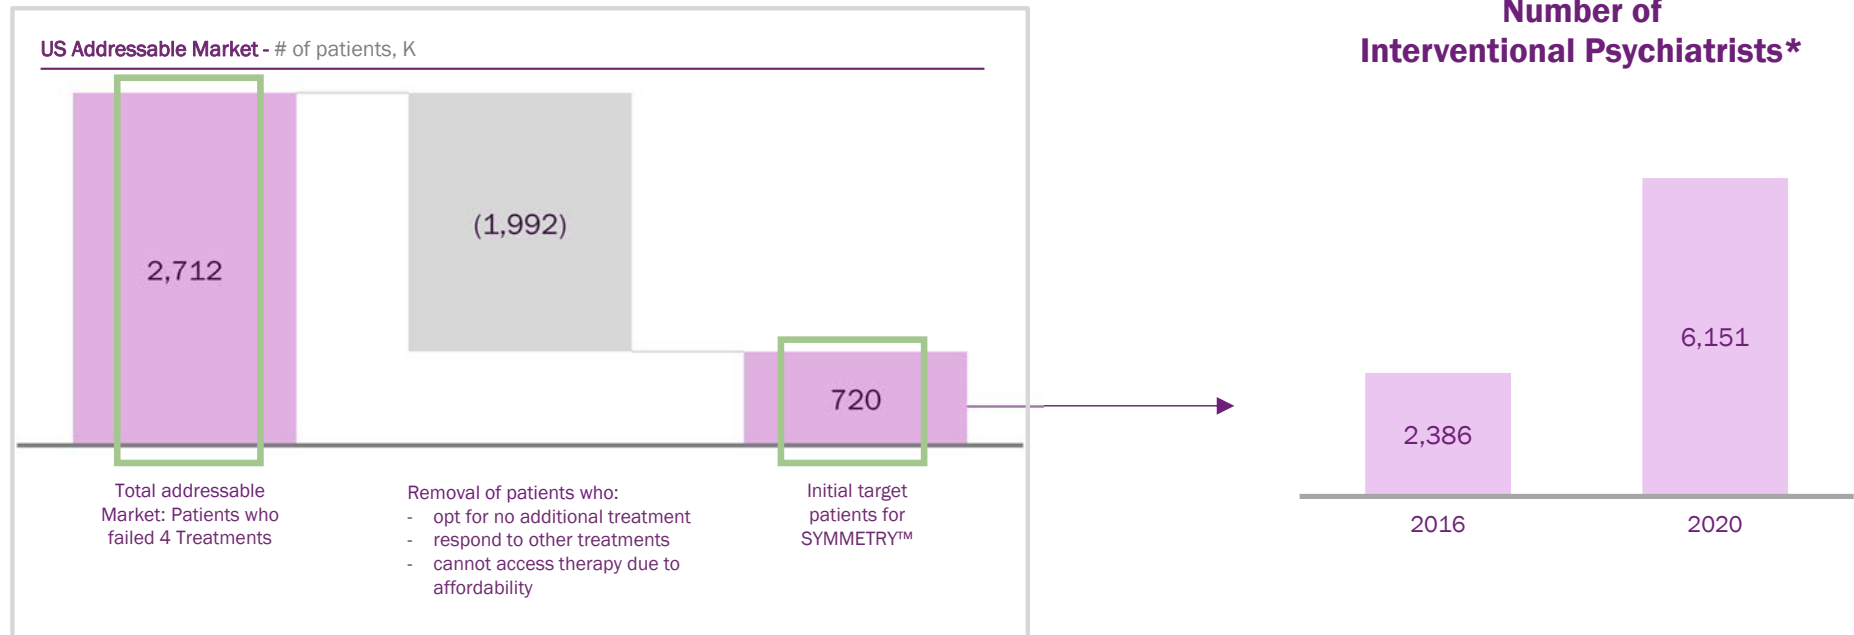 US Addressable Market - # of patients, K
2,712
(1,992)
720
Total addressable
Market: Patients who
failed 4 Treatments
Removal of patients who:
- opt for no additional treatment
- respond to other treatments
- cannot access therapy due to
affordability
Initial target
patients for
SYMMETRY™
Number of
Interventional Psychiatrists*
2,386
6,151
2016
2020